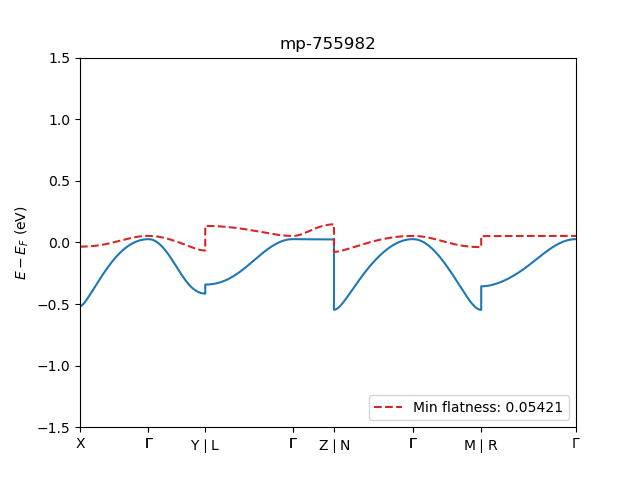 mp-755982
E − E_F (eV)
1.5
1.0
0.5
0.0
−0.5
−1.0
−1.5
Min flatness: 0.05421
X Γ Y | L Γ Z | N Γ M | R Γ